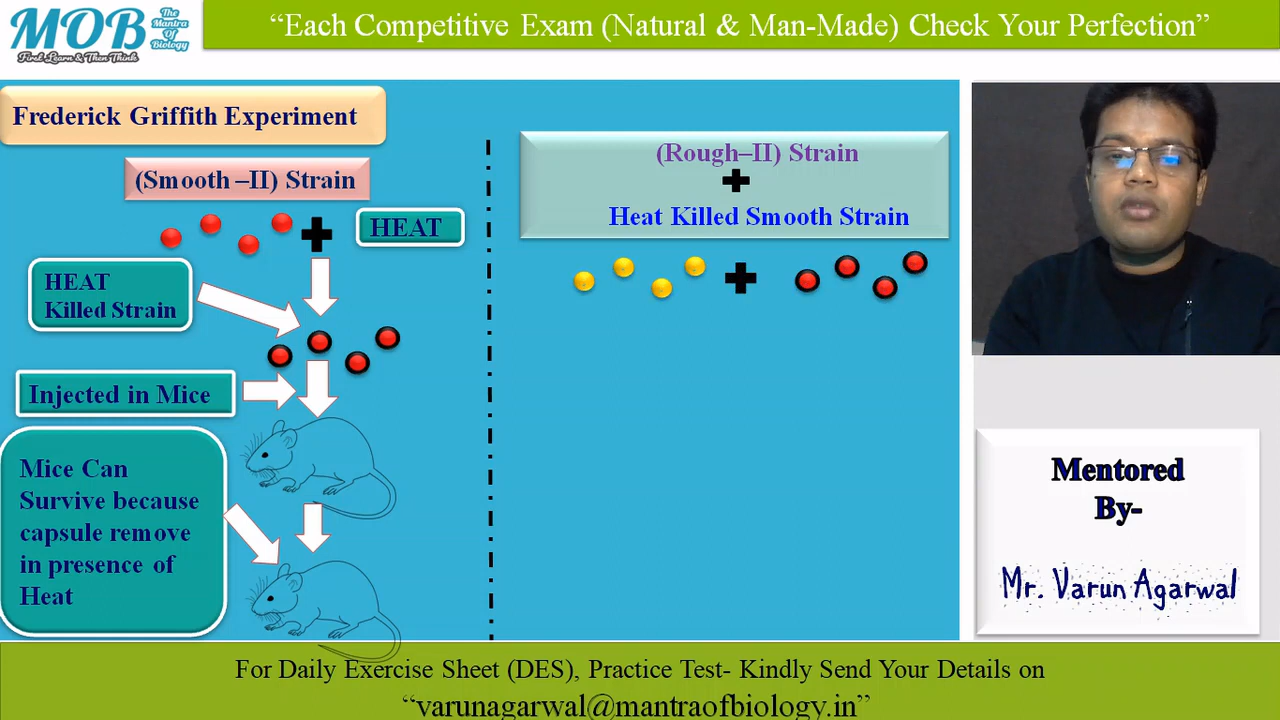 MOB
The
Mantra
Of
Biology
First Learn & Then Think
“Each Competitive Exam (Natural & Man-Made) Check Your Perfection”
Frederick Griffith Experiment
(Smooth –II) Strain
HEAT
HEAT
Killed Strain
Injected in Mice
Mice Can
Survive because
capsule remove
in presence of
Heat
(Rough–II) Strain
Heat Killed Smooth Strain
Mentored
By-
Mr. Varun Agarwal
For Daily Exercise Sheet (DES), Practice Test- Kindly Send Your Details on
“varunagarwal@mantraofbiology.in”